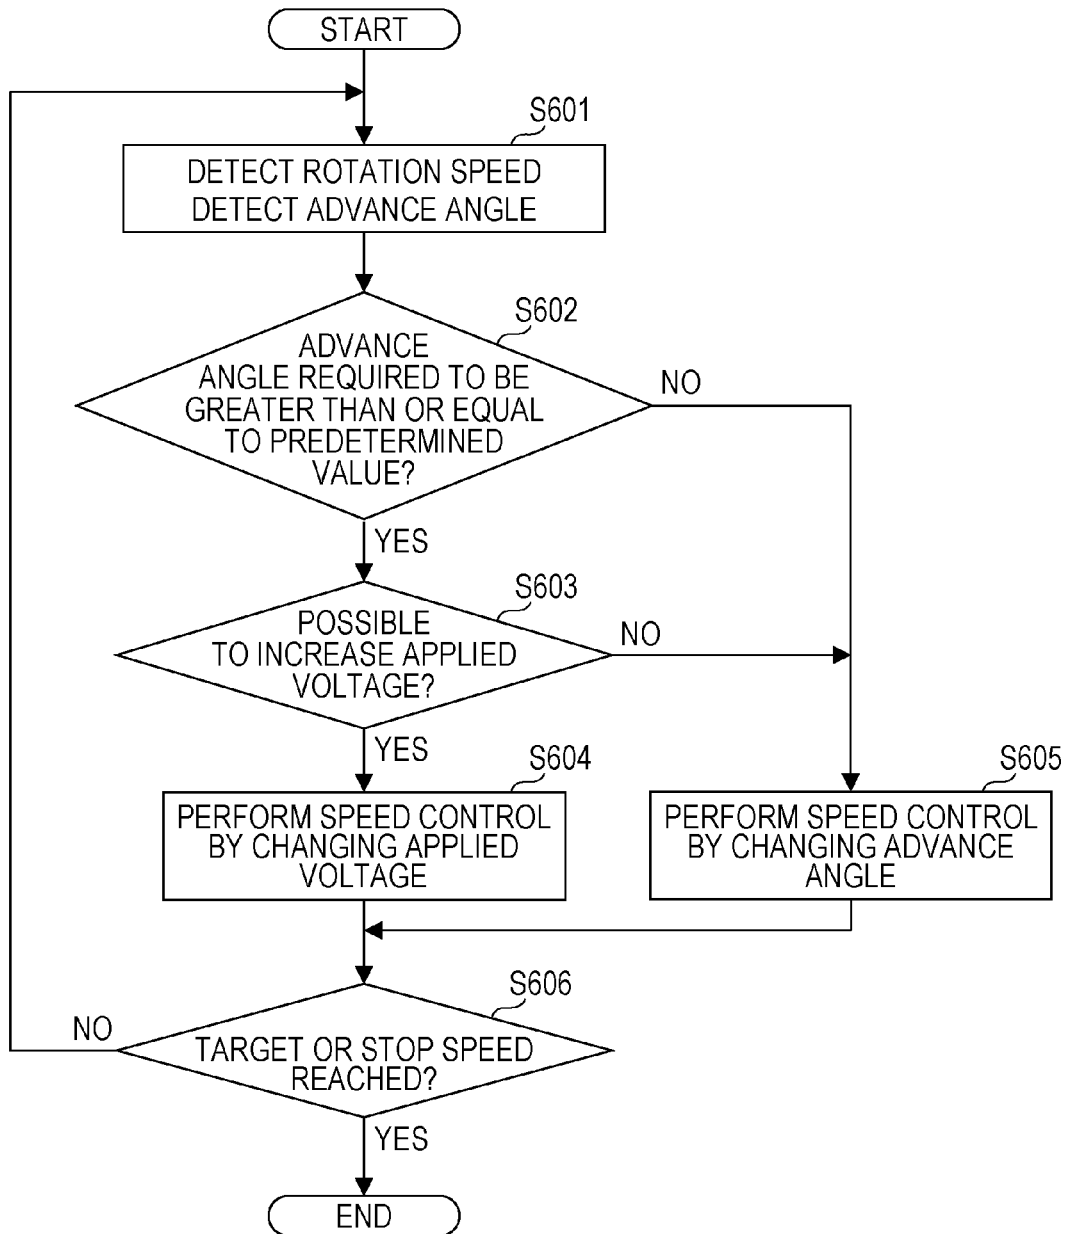 START
S601
DETECT ROTATION SPEED
DETECT ADVANCE ANGLE
S602
ADVANCE
ANGLE REQUIRED TO BE
GREATER THAN OR EQUAL
TO PREDETERMINED
VALUE?
NO
YES
S603
POSSIBLE
TO INCREASE APPLIED
VOLTAGE?
NO
YES
S604
PERFORM SPEED CONTROL
BY CHANGING APPLIED
VOLTAGE
S605
PERFORM SPEED CONTROL
BY CHANGING ADVANCE
ANGLE
S606
TARGET OR STOP SPEED
REACHED?
NO
YES
END